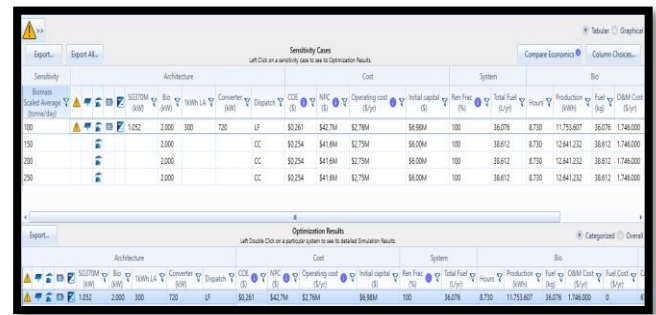 Tabular Graphical
Export... Export All... Sensitivity Cases Compare Economics Column Choices...
Left Click on a sensitivity case to see its Optimization Results.
Sensitivity Architecture Cost System Bio
Biomass Scaled Average (tonne/day) SG370M (kW) Bio (kW) 1kWh LA Converter (kW) Dispatch COE ($) NPC ($) Operating cost ($/yr) Initial capital ($) Ren Frac (%) Total Fuel (L/yr) Hours Production (kWh) Fuel (kg) O&M Cost ($/yr)
100 1.052 2.000 300 720 LF $0,261 $42,7M $2,76M $6,98M 100 36.076 8.730 11.753.607 36.076 1.746.000
150 2.000 CC $0,254 $41,6M $2,75M $6,00M 100 38.612 8.730 12.641.232 38.612 1.746.000
200 2.000 CC $0,254 $41,6M $2,75M $6,00M 100 38.612 8.730 12.641.232 38.612 1.746.000
250 2.000 CC $0,254 $41,6M $2,75M $6,00M 100 38.612 8.730 12.641.232 38.612 1.746.000
Export... Optimization Results Categorized Overall
Left Double Click on a particular system to see its detailed Simulation Results.
Architecture Cost System Bio
SG370M (kW) Bio (kW) 1kWh LA Converter (kW) Dispatch COE ($) NPC ($) Operating cost ($/yr) Initial capital ($) Ren Frac (%) Total Fuel (L/yr) Hours Production (kWh) Fuel (kg) O&M Cost ($/yr) Fuel Cost ($/yr)
1.052 2.000 300 720 LF $0,261 $42,7M $2,76M $6,98M 100 36.076 8.730 11.753.607 36.076 1.746.000 0